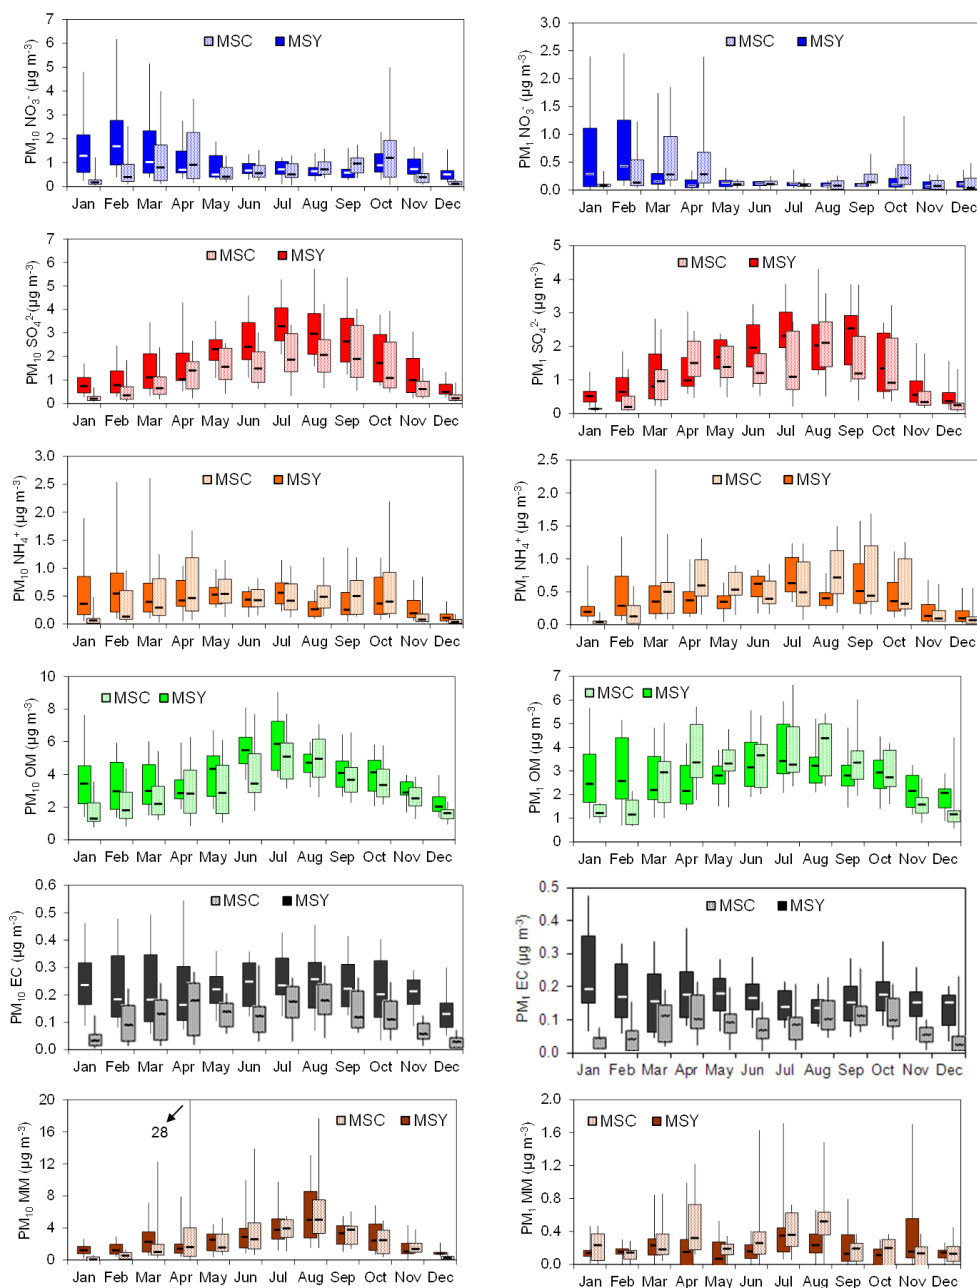 PM10 NO3- (µg m-3)
7
6
5
4
3
2
1
0
MSC MSY
Jan Feb Mar Apr May Jun Jul Aug Sep Oct Nov Dec
PM1 NO3- (µg m-3)
3.0
2.5
2.0
1.5
1.0
0.5
0.0
MSC MSY
Jan Feb Mar Apr May Jun Jul Aug Sep Oct Nov Dec
PM10 SO42-(µg m-3)
7
6
5
4
3
2
1
0
MSC MSY
Jan Feb Mar Apr May Jun Jul Aug Sep Oct Nov Dec
PM1 SO42- (µg m-3)
5
4
3
2
1
0
MSC MSY
Jan Feb Mar Apr May Jun Jul Aug Sep Oct Nov Dec
PM10 NH4+ (µg m-3)
3.0
2.5
2.0
1.5
1.0
0.5
0.0
MSC MSY
Jan Feb Mar Apr May Jun Jul Aug Sep Oct Nov Dec
PM1 NH4+ (µg m-3)
2.5
2.0
1.5
1.0
0.5
0.0
MSC MSY
Jan Feb Mar Apr May Jun Jul Aug Sep Oct Nov Dec
PM10 OM (µg m-3)
10
8
6
4
2
0
MSC MSY
Jan Feb Mar Apr May Jun Jul Aug Sep Oct Nov Dec
PM1 OM (µg m-3)
7
6
5
4
3
2
1
0
MSC MSY
Jan Feb Mar Apr May Jun Jul Aug Sep Oct Nov Dec
PM10 EC (µg m-3)
0.6
0.5
0.4
0.3
0.2
0.1
0.0
MSC MSY
Jan Feb Mar Apr May Jun Jul Aug Sep Oct Nov Dec
PM1 EC (µg m-3)
0.5
0.4
0.3
0.2
0.1
0.0
MSC MSY
Jan Feb Mar Apr May Jun Jul Aug Sep Oct Nov Dec
PM10 MM (µg m-3)
20
16
12
8
4
0
28
MSC MSY
Jan Feb Mar Apr May Jun Jul Aug Sep Oct Nov Dec
PM1 MM (µg m-3)
2.0
1.6
1.2
0.8
0.4
0.0
MSC MSY
Jan Feb Mar Apr May Jun Jul Aug Sep Oct Nov Dec